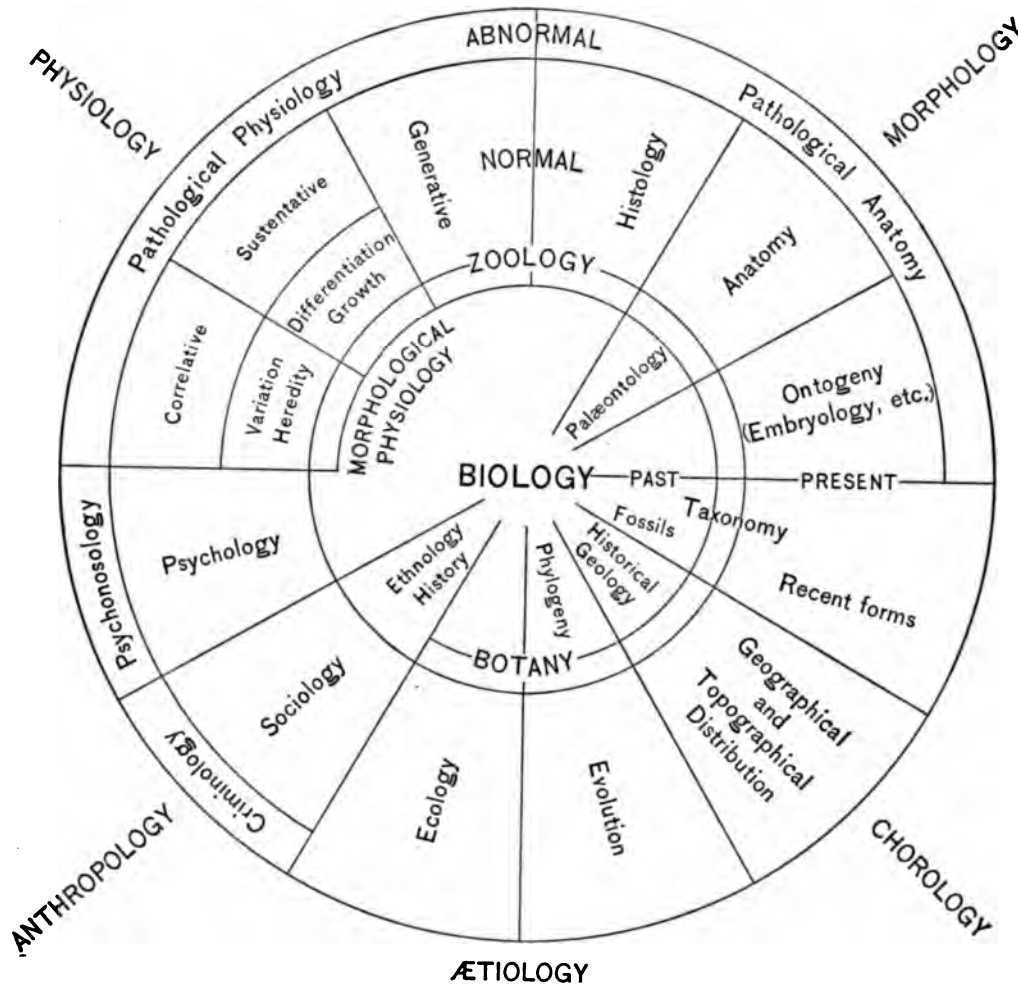 ABNORMAL
PHYSIOLOGY
MORPHOLOGY
Pathological Physiology
Pathological Anatomy
Generative
NORMAL
Histology
Sustentative
Differentiation
Growth
ZOOLOGY
Anatomy
Correlative
Variation
Heredity
MORPHOLOGICAL
PHYSIOLOGY
Palæontology
Ontogeny
(Embryology, etc.)
BIOLOGY
PAST
PRESENT
Psychonosology
Psychology
Ethnology
History
Phylogeny
Historical
Geology
Fossils
Taxonomy
Recent forms
BOTANY
Geographical
and
Topographical
Distribution
Sociology
Criminology
Ecology
Evolution
ANTHROPOLOGY
CHOROLOGY
ÆTIOLOGY